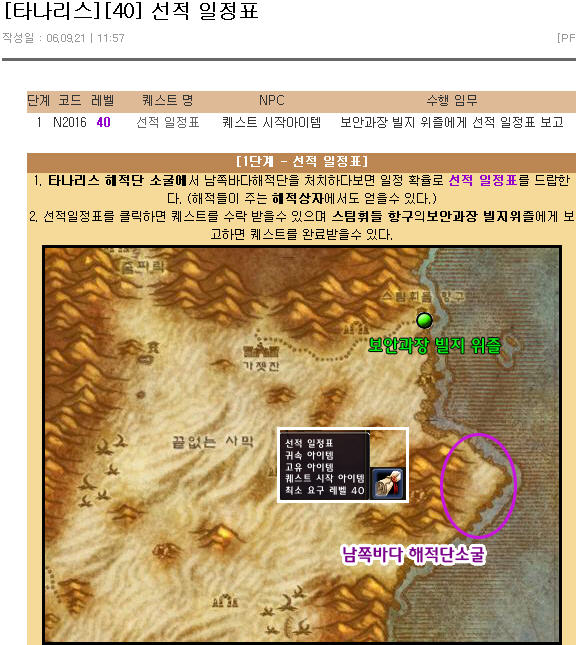 [타나리스][40] 선적 일정표
작성일 : 06,09,21 | 11:57 [PF
단계 코드 레벨 퀘스트 명 NPC 수행 임무
1 N2016 40 선적 일정표 퀘스트 시작아이템 보안과장 빌지 위즐에게 선적 일정표 보고
[1단계 - 선적 일정표]
1, 타나리스 해적단 소굴에서 남쪽바다해적단을 처치하다보면 일정 확률로 선적 일정표를 드랍한
다. (해적들이 주는 해적상자에서도 얻을수 있다.)
2, 선적일정표를 클릭하면 퀘스트를 수락 받을수 있으며 스팀휘들 항구의보안과장 빌지위즐에게 보
고하면 퀘스트를 완료받을수 있다.
줄파락
스팀휘들 항구
보안과장 빌지 위즐
가젯잔
끝없는 사막
선적 일정표
귀속 아이템
고유 아이템
퀘스트 시작 아이템
최소 요구 레벨 40
남쪽바다 해적단소굴